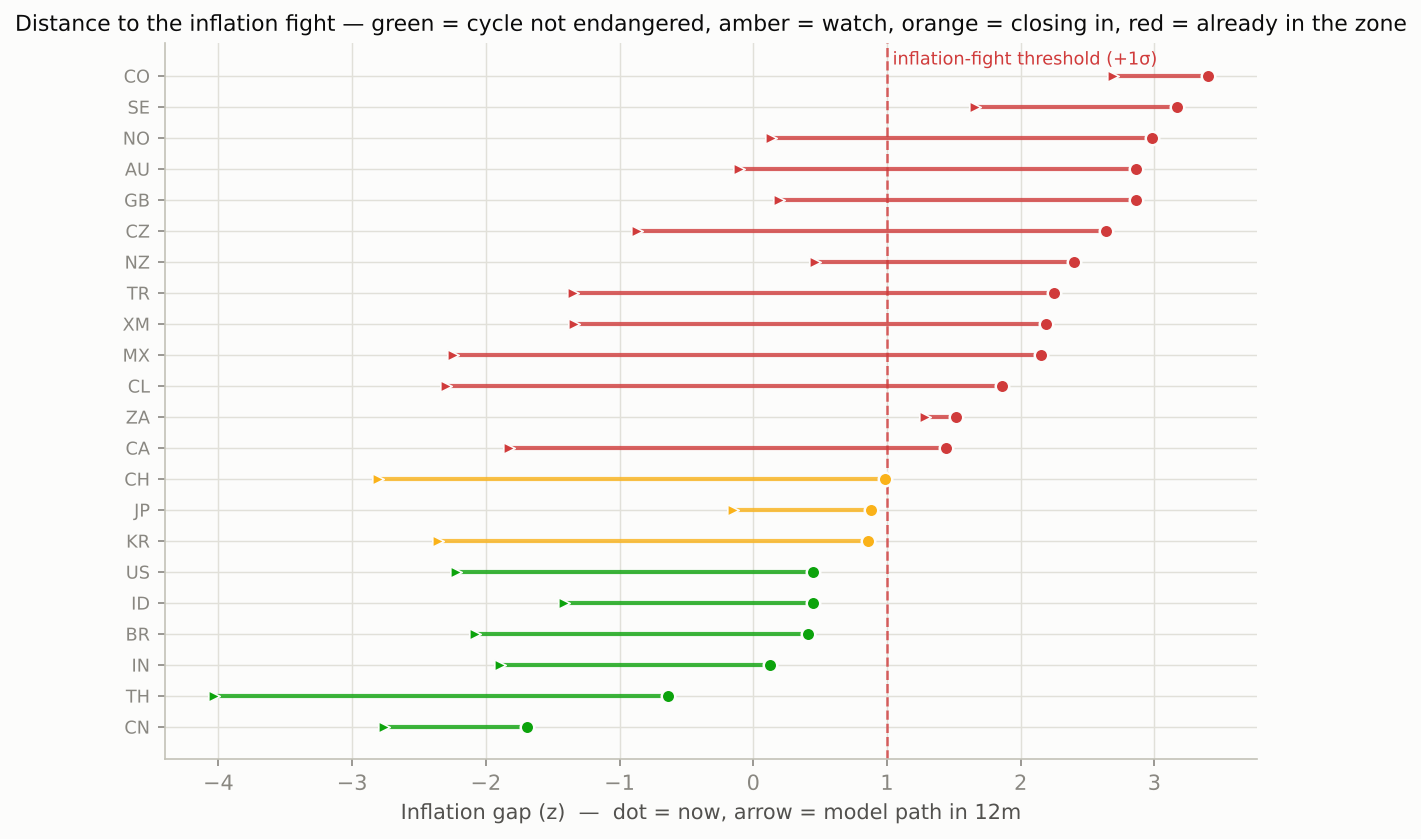 Distance to the inflation fight — green = cycle not endangered, amber = watch, orange = closing in, red = already in the zone
inflation-fight threshold (+1σ)
CO
SE
NO
AU
GB
CZ
NZ
TR
XM
MX
CL
ZA
CA
CH
JP
KR
US
ID
BR
IN
TH
CN
−4 −3 −2 −1 0 1 2 3
Inflation gap (z) — dot = now, arrow = model path in 12m